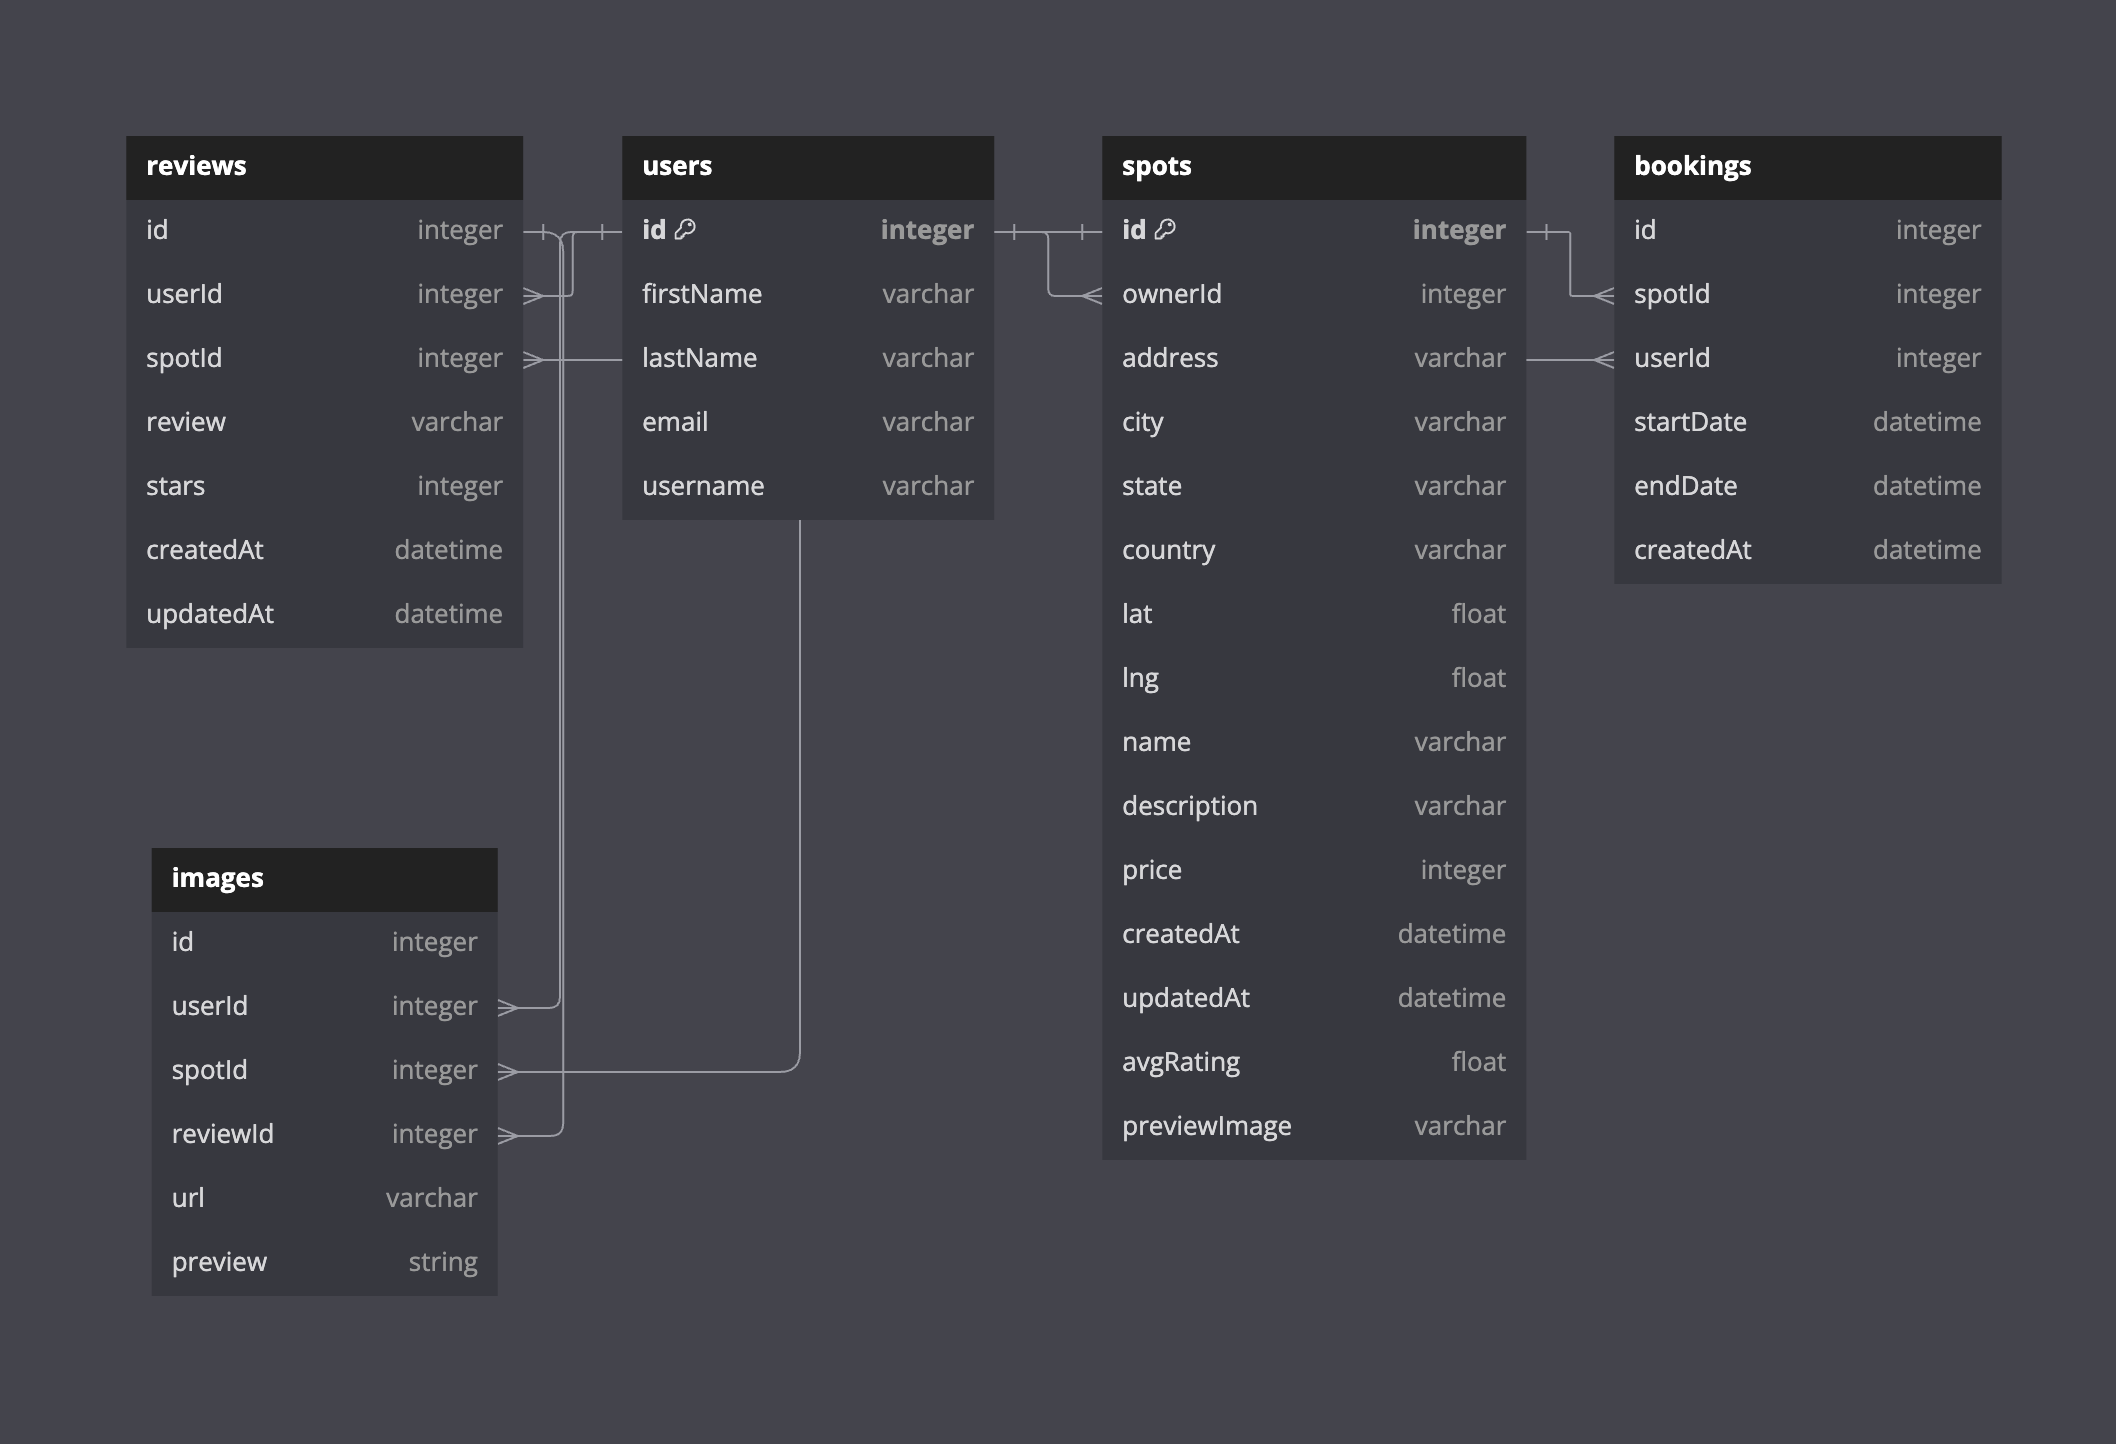 reviews
id integer
userId integer
spotId integer
review varchar
stars integer
createdAt datetime
updatedAt datetime
users
id integer
firstName varchar
lastName varchar
email varchar
username varchar
spots
id integer
ownerId integer
address varchar
city varchar
state varchar
country varchar
lat float
lng float
name varchar
description varchar
price integer
createdAt datetime
updatedAt datetime
avgRating float
previewImage varchar
bookings
id integer
spotId integer
userId integer
startDate datetime
endDate datetime
createdAt datetime
images
id integer
userId integer
spotId integer
reviewId integer
url varchar
preview string